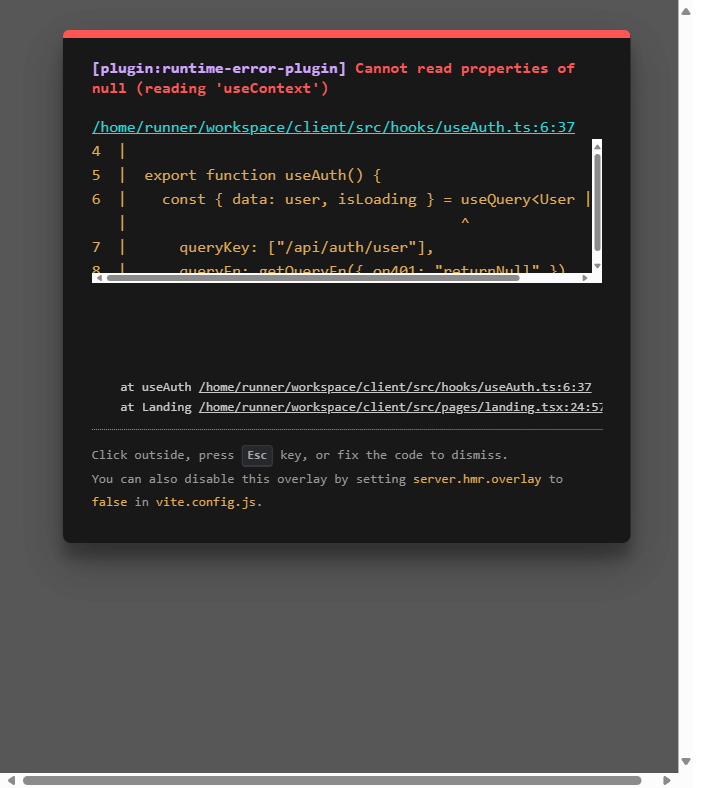 [plugin:runtime-error-plugin] Cannot read properties of
null (reading 'useContext')
/home/runner/workspace/client/src/hooks/useAuth.ts:6:37
4  |
5  |  export function useAuth() {
6  |    const { data: user, isLoading } = useQuery<User |
   |                                      ^
7  |      queryKey: ["/api/auth/user"],
8  |      queryFn: getQueryFn({ on401: "returnNull" })
at useAuth /home/runner/workspace/client/src/hooks/useAuth.ts:6:37
at Landing /home/runner/workspace/client/src/pages/landing.tsx:24:57
Click outside, press Esc key, or fix the code to dismiss.
You can also disable this overlay by setting server.hmr.overlay to
false in vite.config.js.